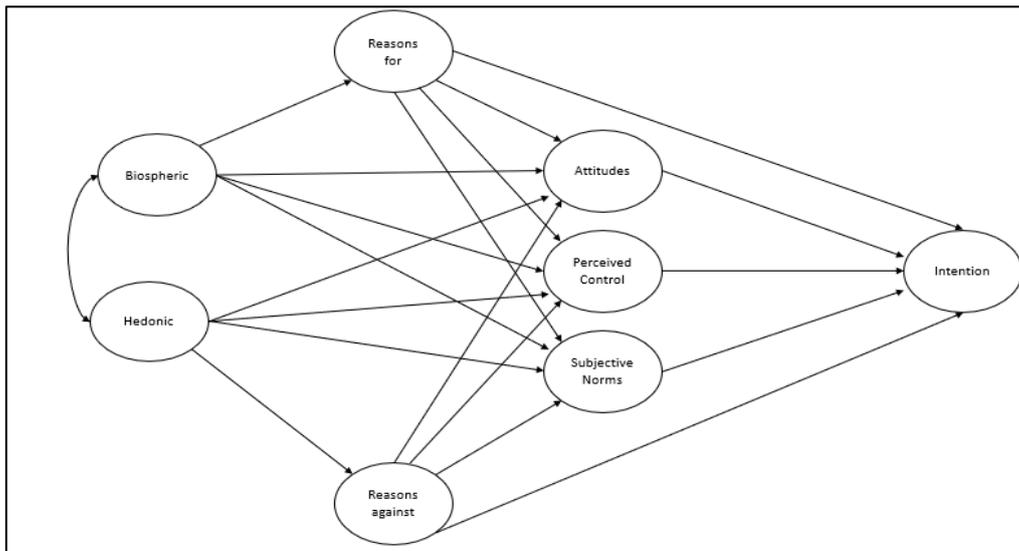 Reasons
for
Biospheric
Attitudes
Perceived
Control
Intention
Hedonic
Subjective
Norms
Reasons
against